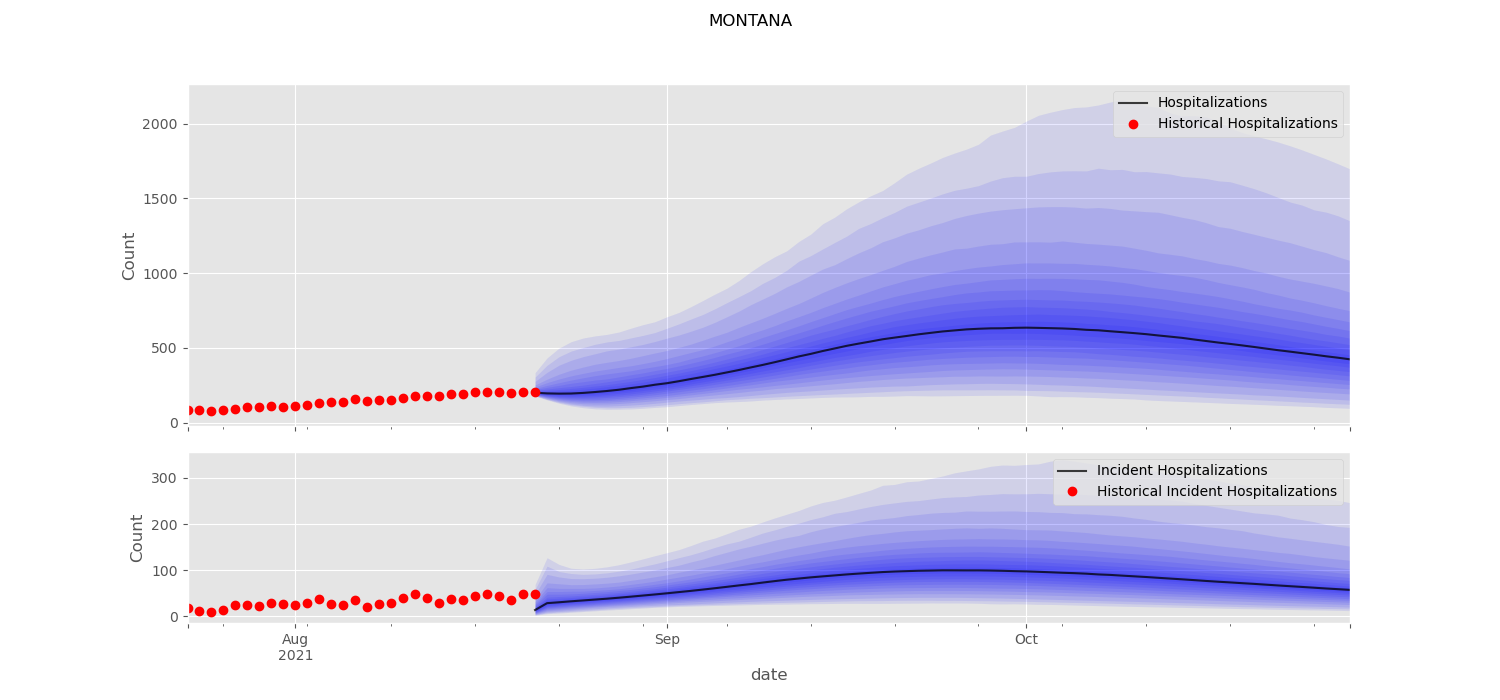 MONTANA
Hospitalizations
Historical Hospitalizations
2000
1500
1000
500
0
Count
Incident Hospitalizations
Historical Incident Hospitalizations
300
200
100
0
Count
Aug
2021
Sep
Oct
date